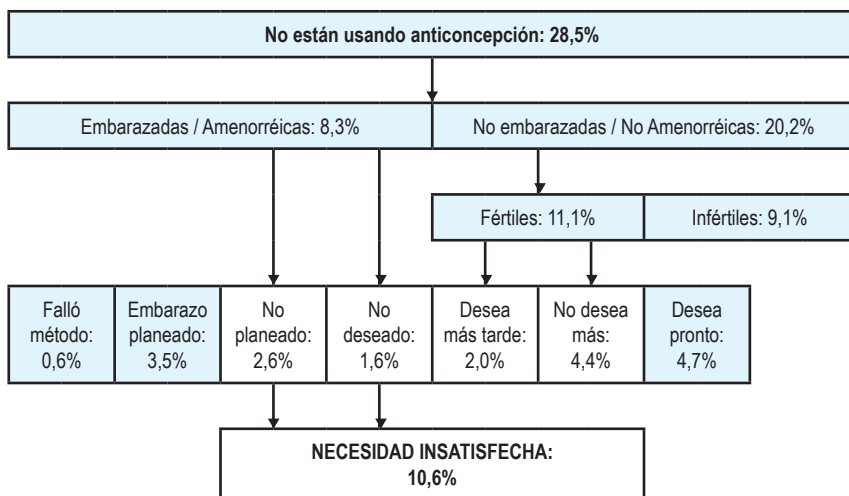 No están usando anticoncepción: 28,5%
Embarazadas / Amenorréicas: 8,3%
No embarazadas / No Amenorréicas: 20,2%
Fértiles: 11,1%
Infértiles: 9,1%
Falló
método:
0,6%
Embarazo
planeado:
3,5%
No
planeado:
2,6%
No
deseado:
1,6%
Desea
más tarde:
2,0%
No desea
más:
4,4%
Desea
pronto:
4,7%
NECESIDAD INSATISFECHA:
10,6%